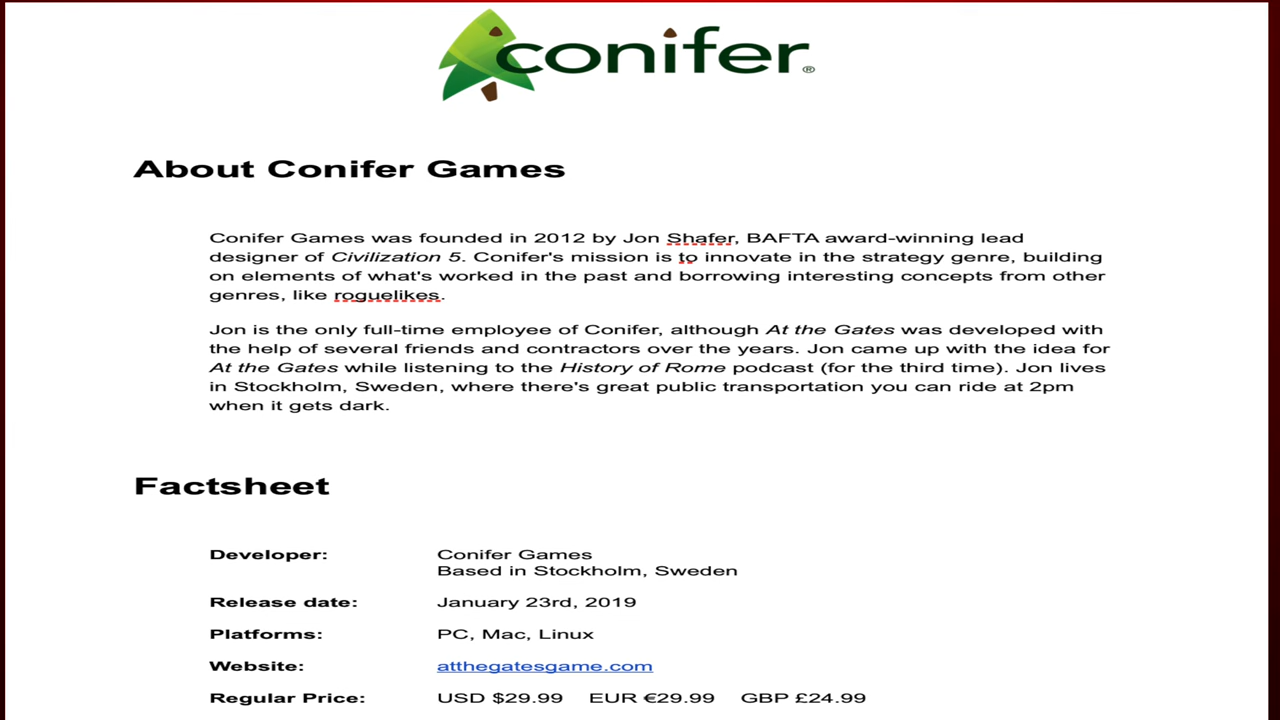 conifer®
About Conifer Games
Conifer Games was founded in 2012 by Jon Shafer, BAFTA award-winning lead
designer of Civilization 5. Conifer's mission is to innovate in the strategy genre, building
on elements of what's worked in the past and borrowing interesting concepts from other
genres, like roguelikes.
Jon is the only full-time employee of Conifer, although At the Gates was developed with
the help of several friends and contractors over the years. Jon came up with the idea for
At the Gates while listening to the History of Rome podcast (for the third time). Jon lives
in Stockholm, Sweden, where there's great public transportation you can ride at 2pm
when it gets dark.
Factsheet
Developer: Conifer Games
Based in Stockholm, Sweden
Release date: January 23rd, 2019
Platforms: PC, Mac, Linux
Website: atthegatesgame.com
Regular Price: USD $29.99 EUR €29.99 GBP £24.99